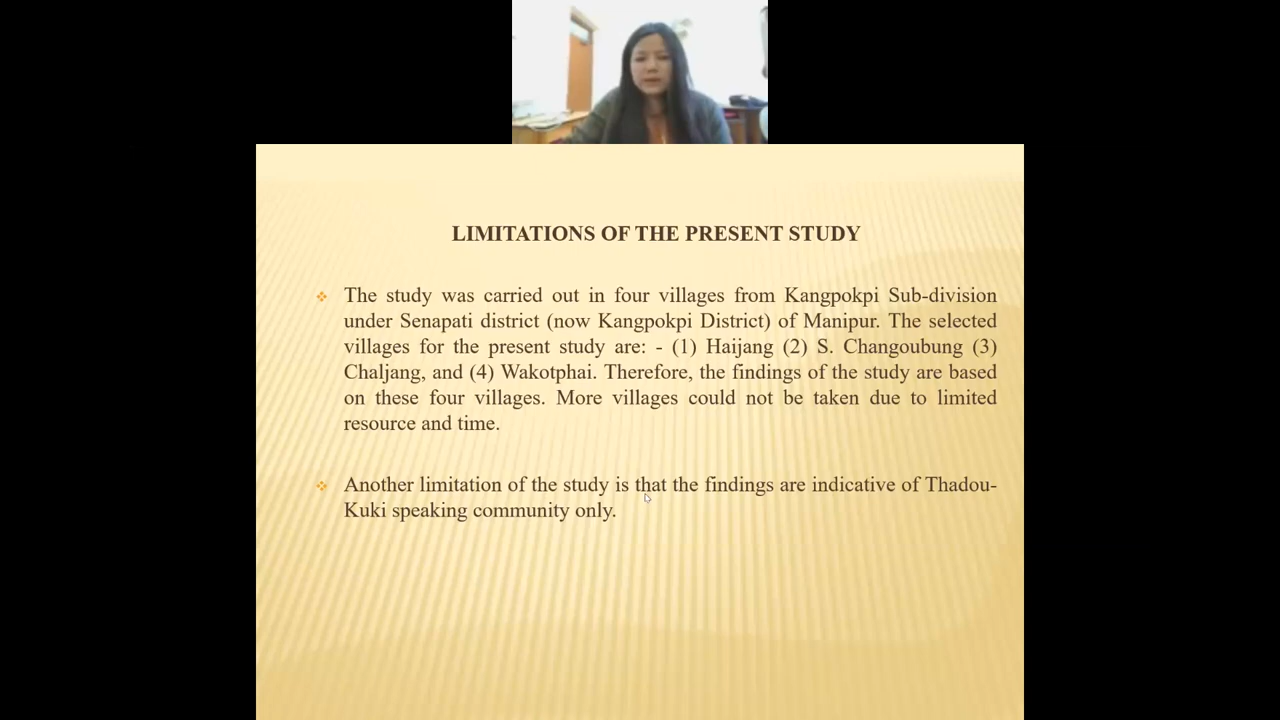 LIMITATIONS OF THE PRESENT STUDY
The study was carried out in four villages from Kangpokpi Sub-division
under Senapati district (now Kangpokpi District) of Manipur. The selected
villages for the present study are: - (1) Haijang (2) S. Changoubung (3)
Chaljang, and (4) Wakotphai. Therefore, the findings of the study are based
on these four villages. More villages could not be taken due to limited
resource and time.
Another limitation of the study is that the findings are indicative of Thadou-
Kuki speaking community only.